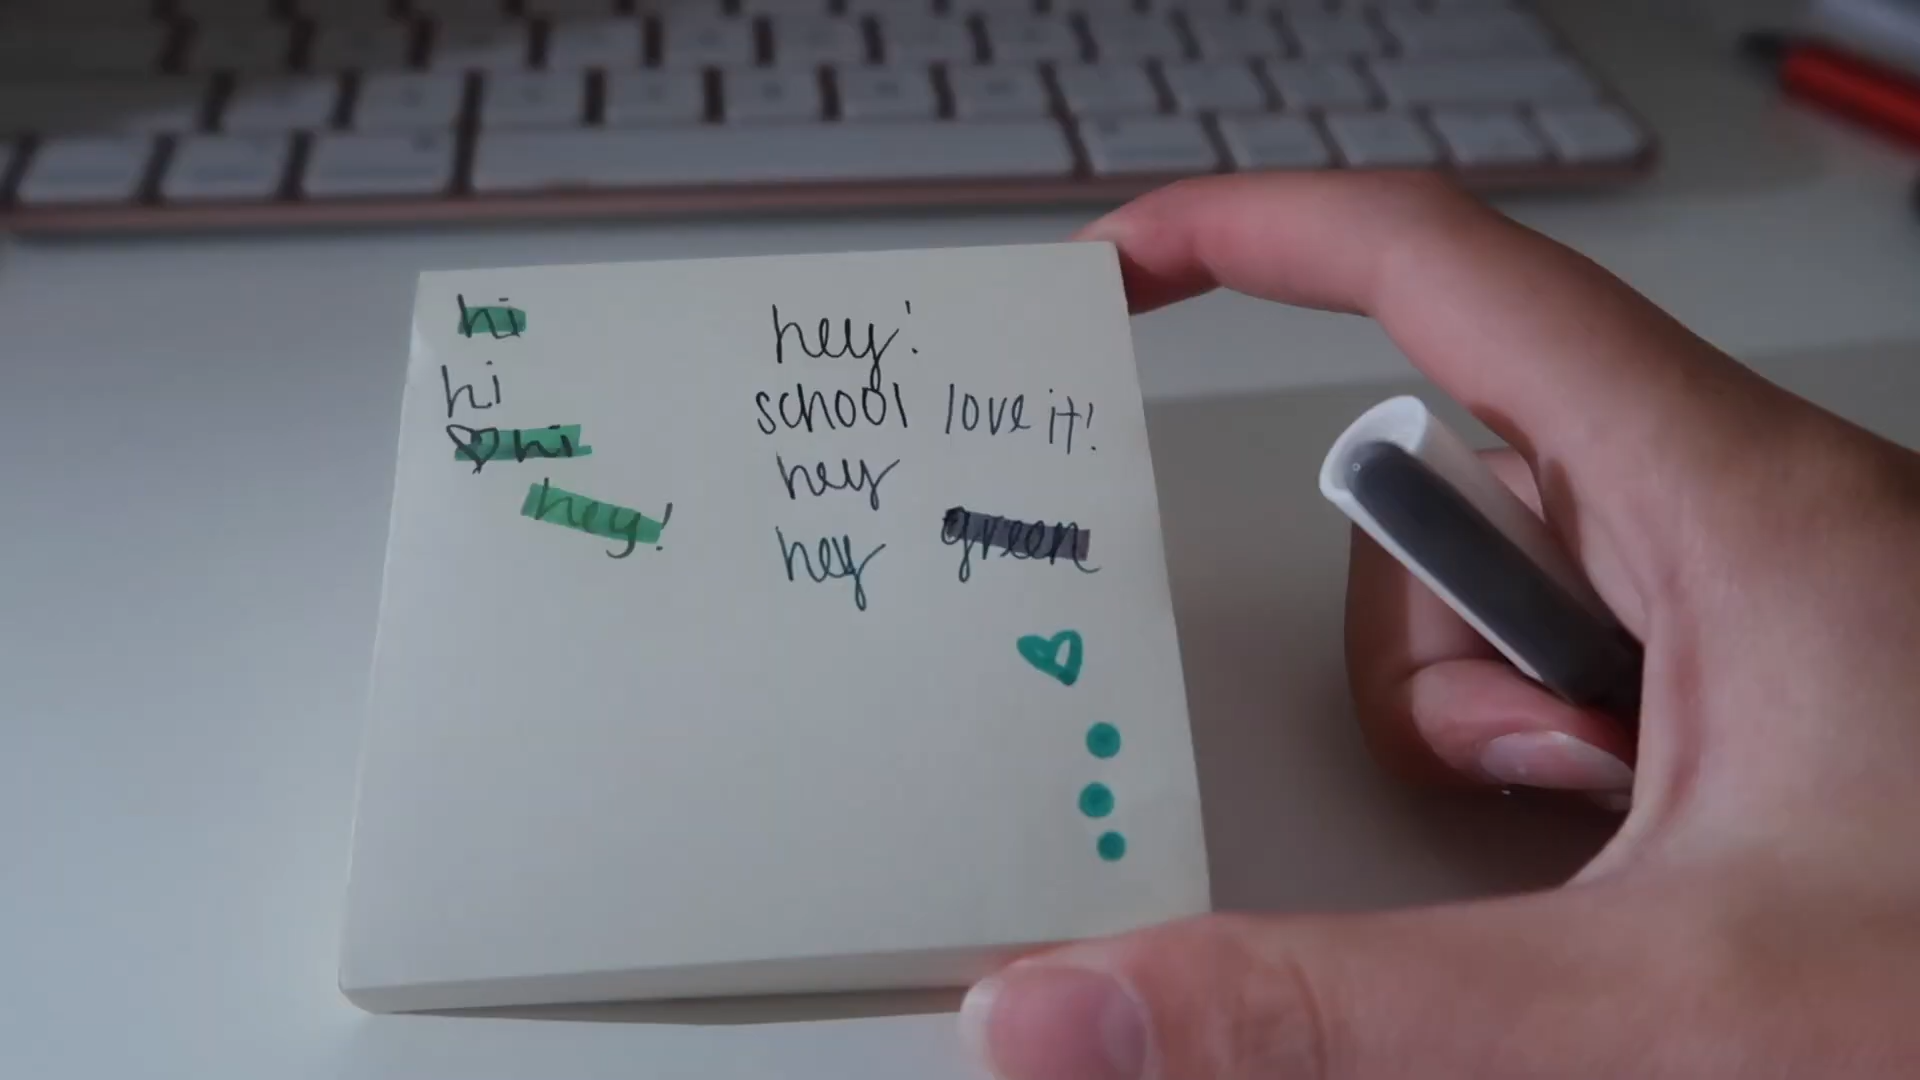 hi
hi
♡ hi
hey!
hey!
school love it!
hey
hey green